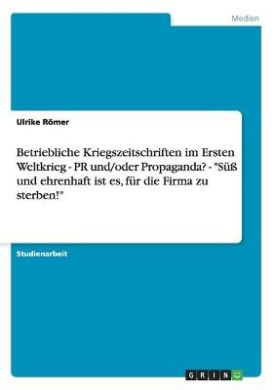 Medien
Ulrike Römer
Betriebliche Kriegszeitschriften im Ersten
Weltkrieg - PR und/oder Propaganda? - "Süß
und ehrenhaft ist es, für die Firma zu
sterben!"
Studienarbeit
GRIN